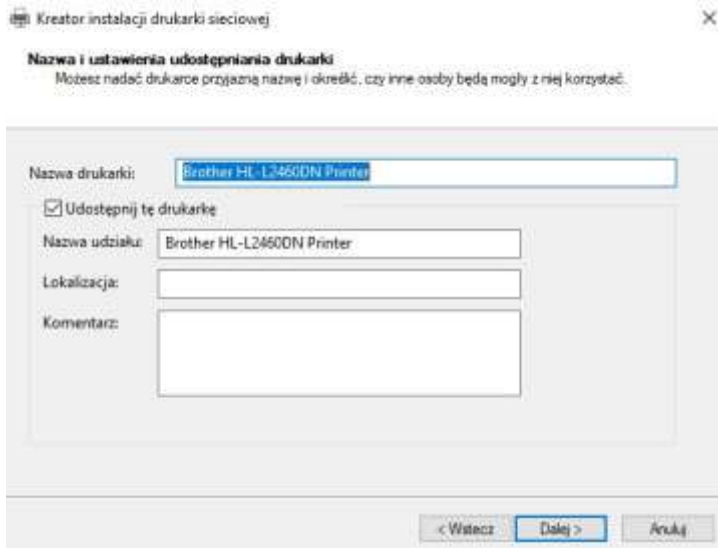 Kreator instalacji drukarki sieciowej
Nazwa i ustawienia udostępniania drukarki
Możesz nadać drukarce przyjazną nazwę i określić, czy inne osoby będą mogły z niej korzystać.
Nazwa drukarki: Brother HL-L2460DN Printer
Udostępnij tę drukarkę
Nazwa udziału: Brother HL-L2460DN Printer
Lokalizacja:
Komentarz:
< Wstecz Dalej > Anuluj